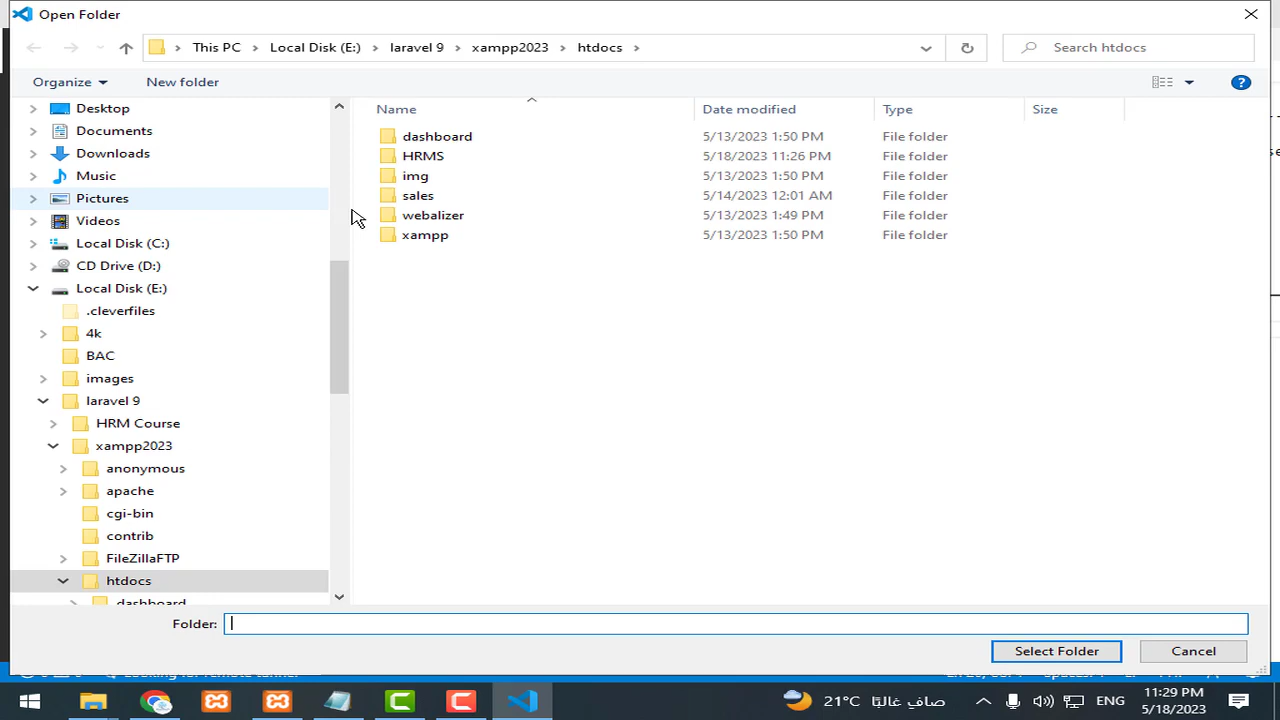 Open Folder
This PC > Local Disk (E:) > laravel 9 > xampp2023 > htdocs >
Search htdocs
Organize
New folder
Name Date modified Type Size
Desktop
Documents
Downloads
Music
Pictures
Videos
Local Disk (C:)
CD Drive (D:)
Local Disk (E:)
.cleverfiles
4k
BAC
images
laravel 9
HRM Course
xampp2023
anonymous
apache
cgi-bin
contrib
FileZillaFTP
htdocs
dashboard
dashboard 5/13/2023 1:50 PM File folder
HRMS 5/18/2023 11:26 PM File folder
img 5/13/2023 1:50 PM File folder
sales 5/14/2023 12:01 AM File folder
webalizer 5/13/2023 1:49 PM File folder
xampp 5/13/2023 1:50 PM File folder
Folder:
Select Folder
Cancel
21°C صافٍ غالبًا
ENG
11:29 PM
5/18/2023